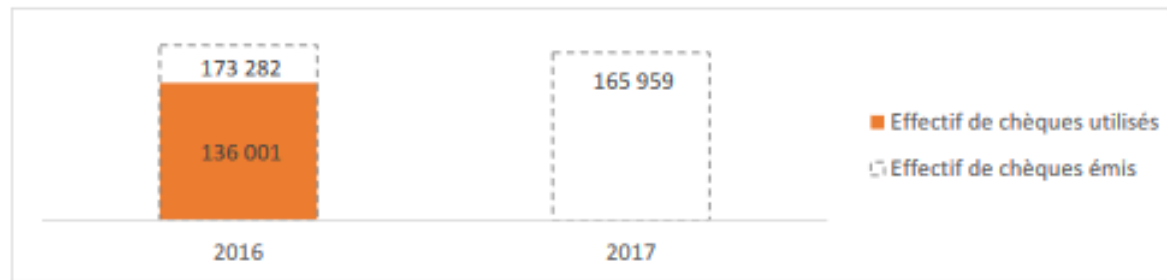 173 282
165 959
136 001
Effectif de chèques utilisés
Effectif de chèques émis
2016
2017